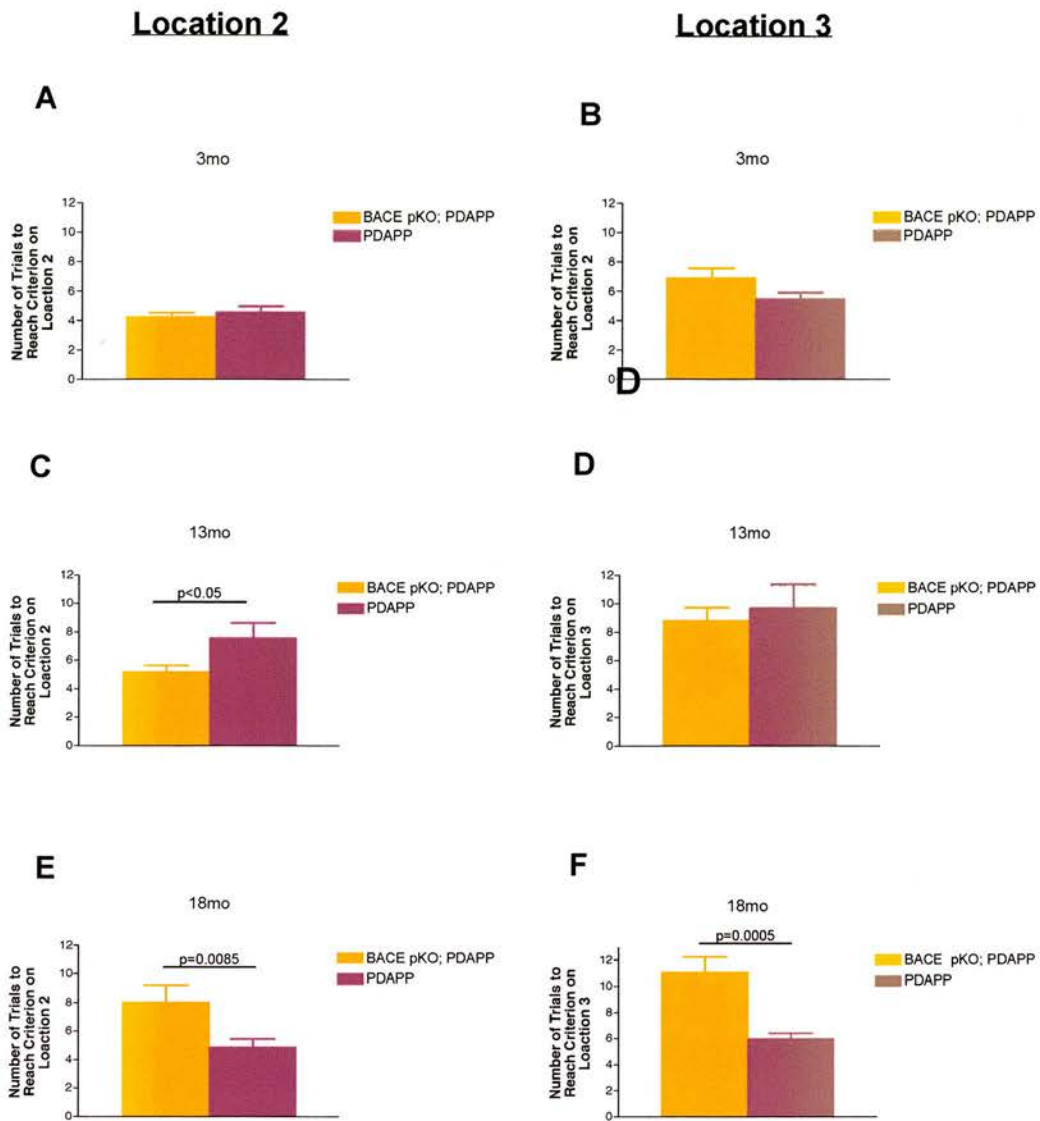 Location 2
Location 3
A
3mo
12
10
8
6
4
2
0
Number of Trials to
Reach Criterion on
Loaction 2
BACE pKO; PDAPP
PDAPP
B
3mo
12
10
8
6
4
2
0
Number of Trials to
Reach Criterion on
Loaction 2
BACE pKO; PDAPP
PDAPP
D
C
13mo
12
10
8
6
4
2
0
Number of Trials to
Reach Criterion on
Loaction 2
p<0.05
BACE pKO; PDAPP
PDAPP
D
13mo
12
10
8
6
4
2
0
Number of Trials to
Reach Criterion on
Loaction 3
BACE pKO; PDAPP
PDAPP
E
18mo
12
10
8
6
4
2
0
Number of Trials to
Reach Criterion on
Loaction 2
p=0.0085
BACE pKO; PDAPP
PDAPP
F
18mo
12
10
8
6
4
2
0
Number of Trials to
Reach Criterion on
Loaction 3
p=0.0005
BACE pKO; PDAPP
PDAPP